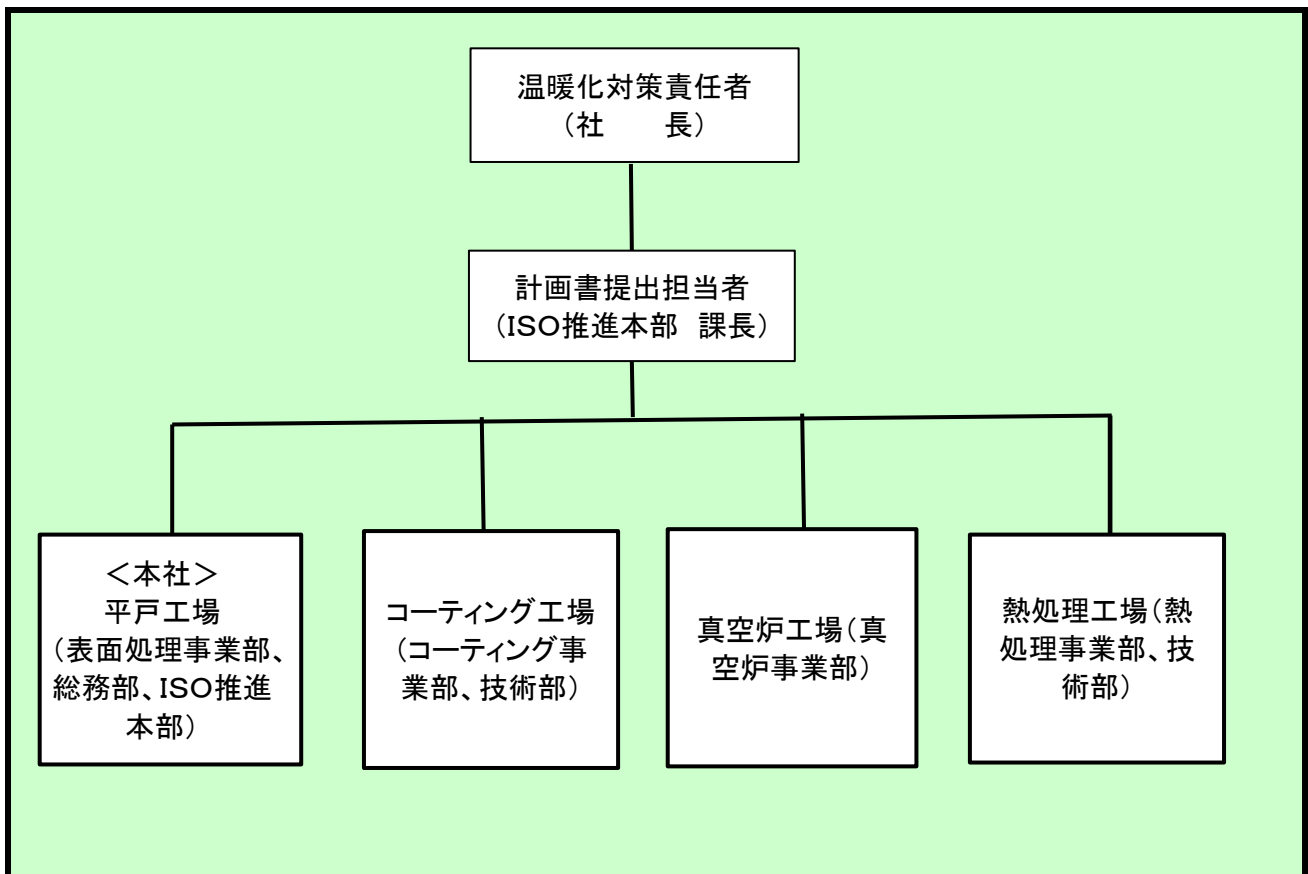 温暖化対策責任者
（社　　長）
計画書提出担当者
（ISO推進本部　課長）
＜本社＞
平戸工場
（表面処理事業部、
総務部、ISO推進
本部）
コーティング工場
（コーティング事
業部、技術部）
真空炉工場（真
空炉事業部）
熱処理工場（熱
処理事業部、技
術部）